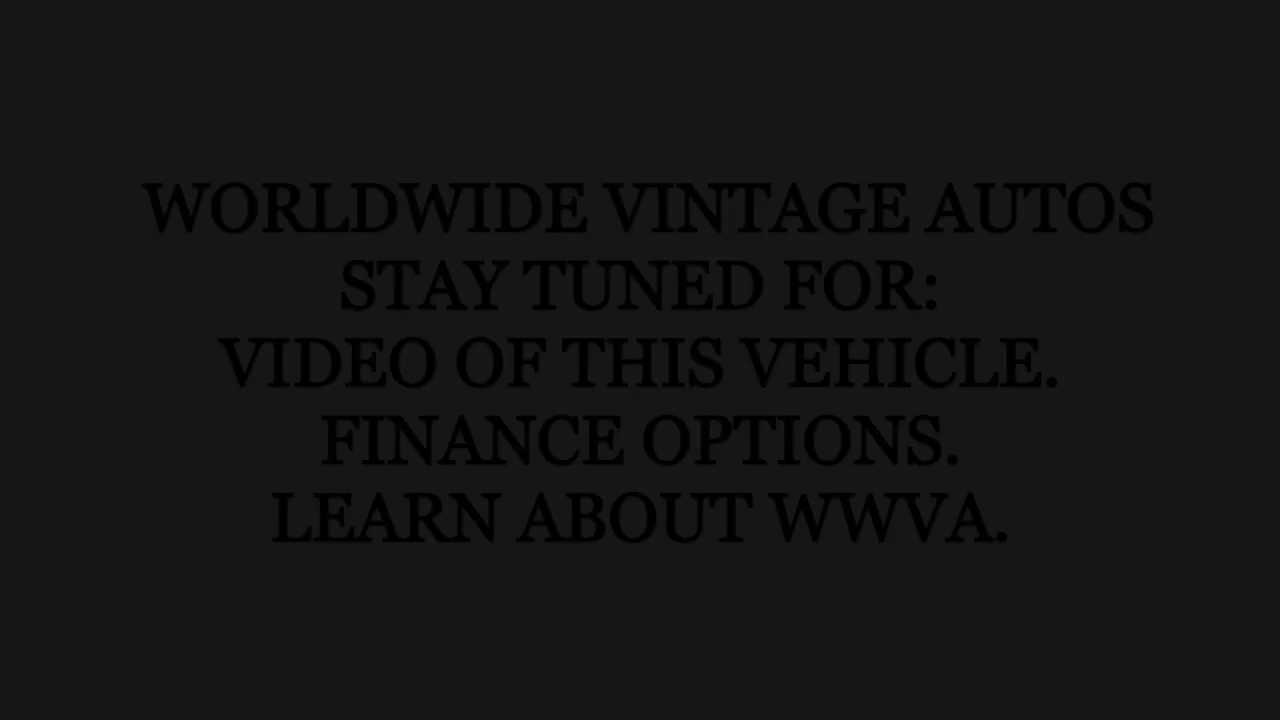 WORLDWIDE VINTAGE AUTOS
STAY TUNED FOR:
VIDEO OF THIS VEHICLE.
FINANCE OPTIONS.
LEARN ABOUT WWVA.